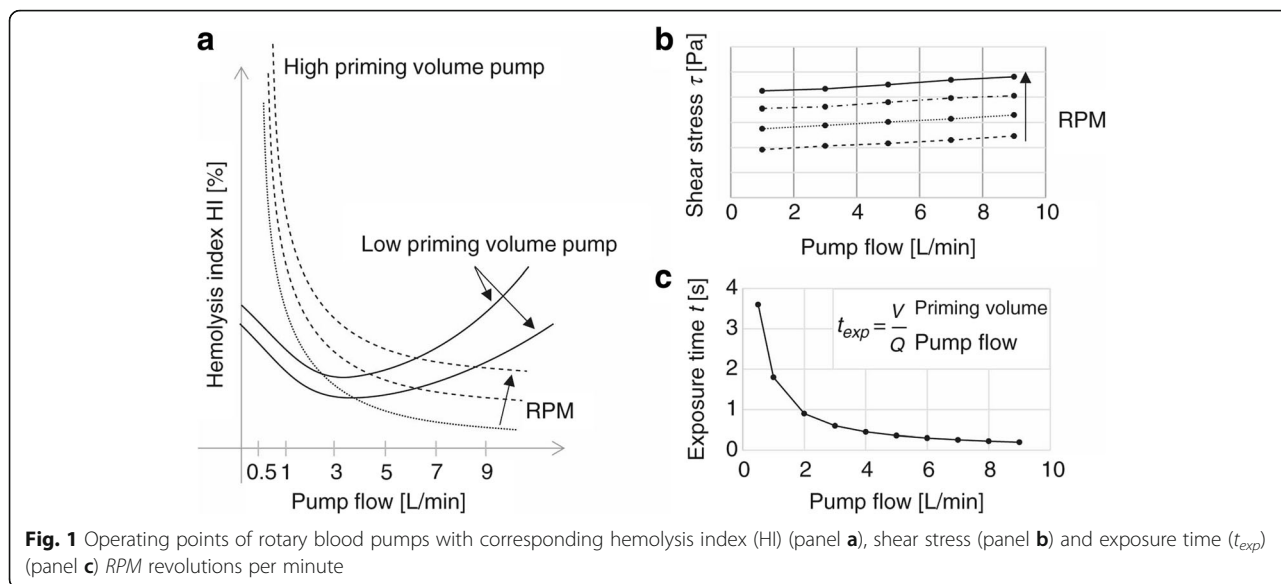 a
High priming volume pump
Low priming volume pump
RPM
Hemolysis index HI [%]
0.5 1 3 5 7 9
Pump flow [L/min]
b
Shear stress τ [Pa]
RPM
0 2 4 6 8 10
Pump flow [L/min]
c
Exposure time t [s]
4
3
2
1
0
t_exp = V/Q
Priming volume
Pump flow
0 2 4 6 8 10
Pump flow [L/min]
Fig. 1 Operating points of rotary blood pumps with corresponding hemolysis index (HI) (panel a), shear stress (panel b) and exposure time (t_exp)
(panel c) RPM revolutions per minute